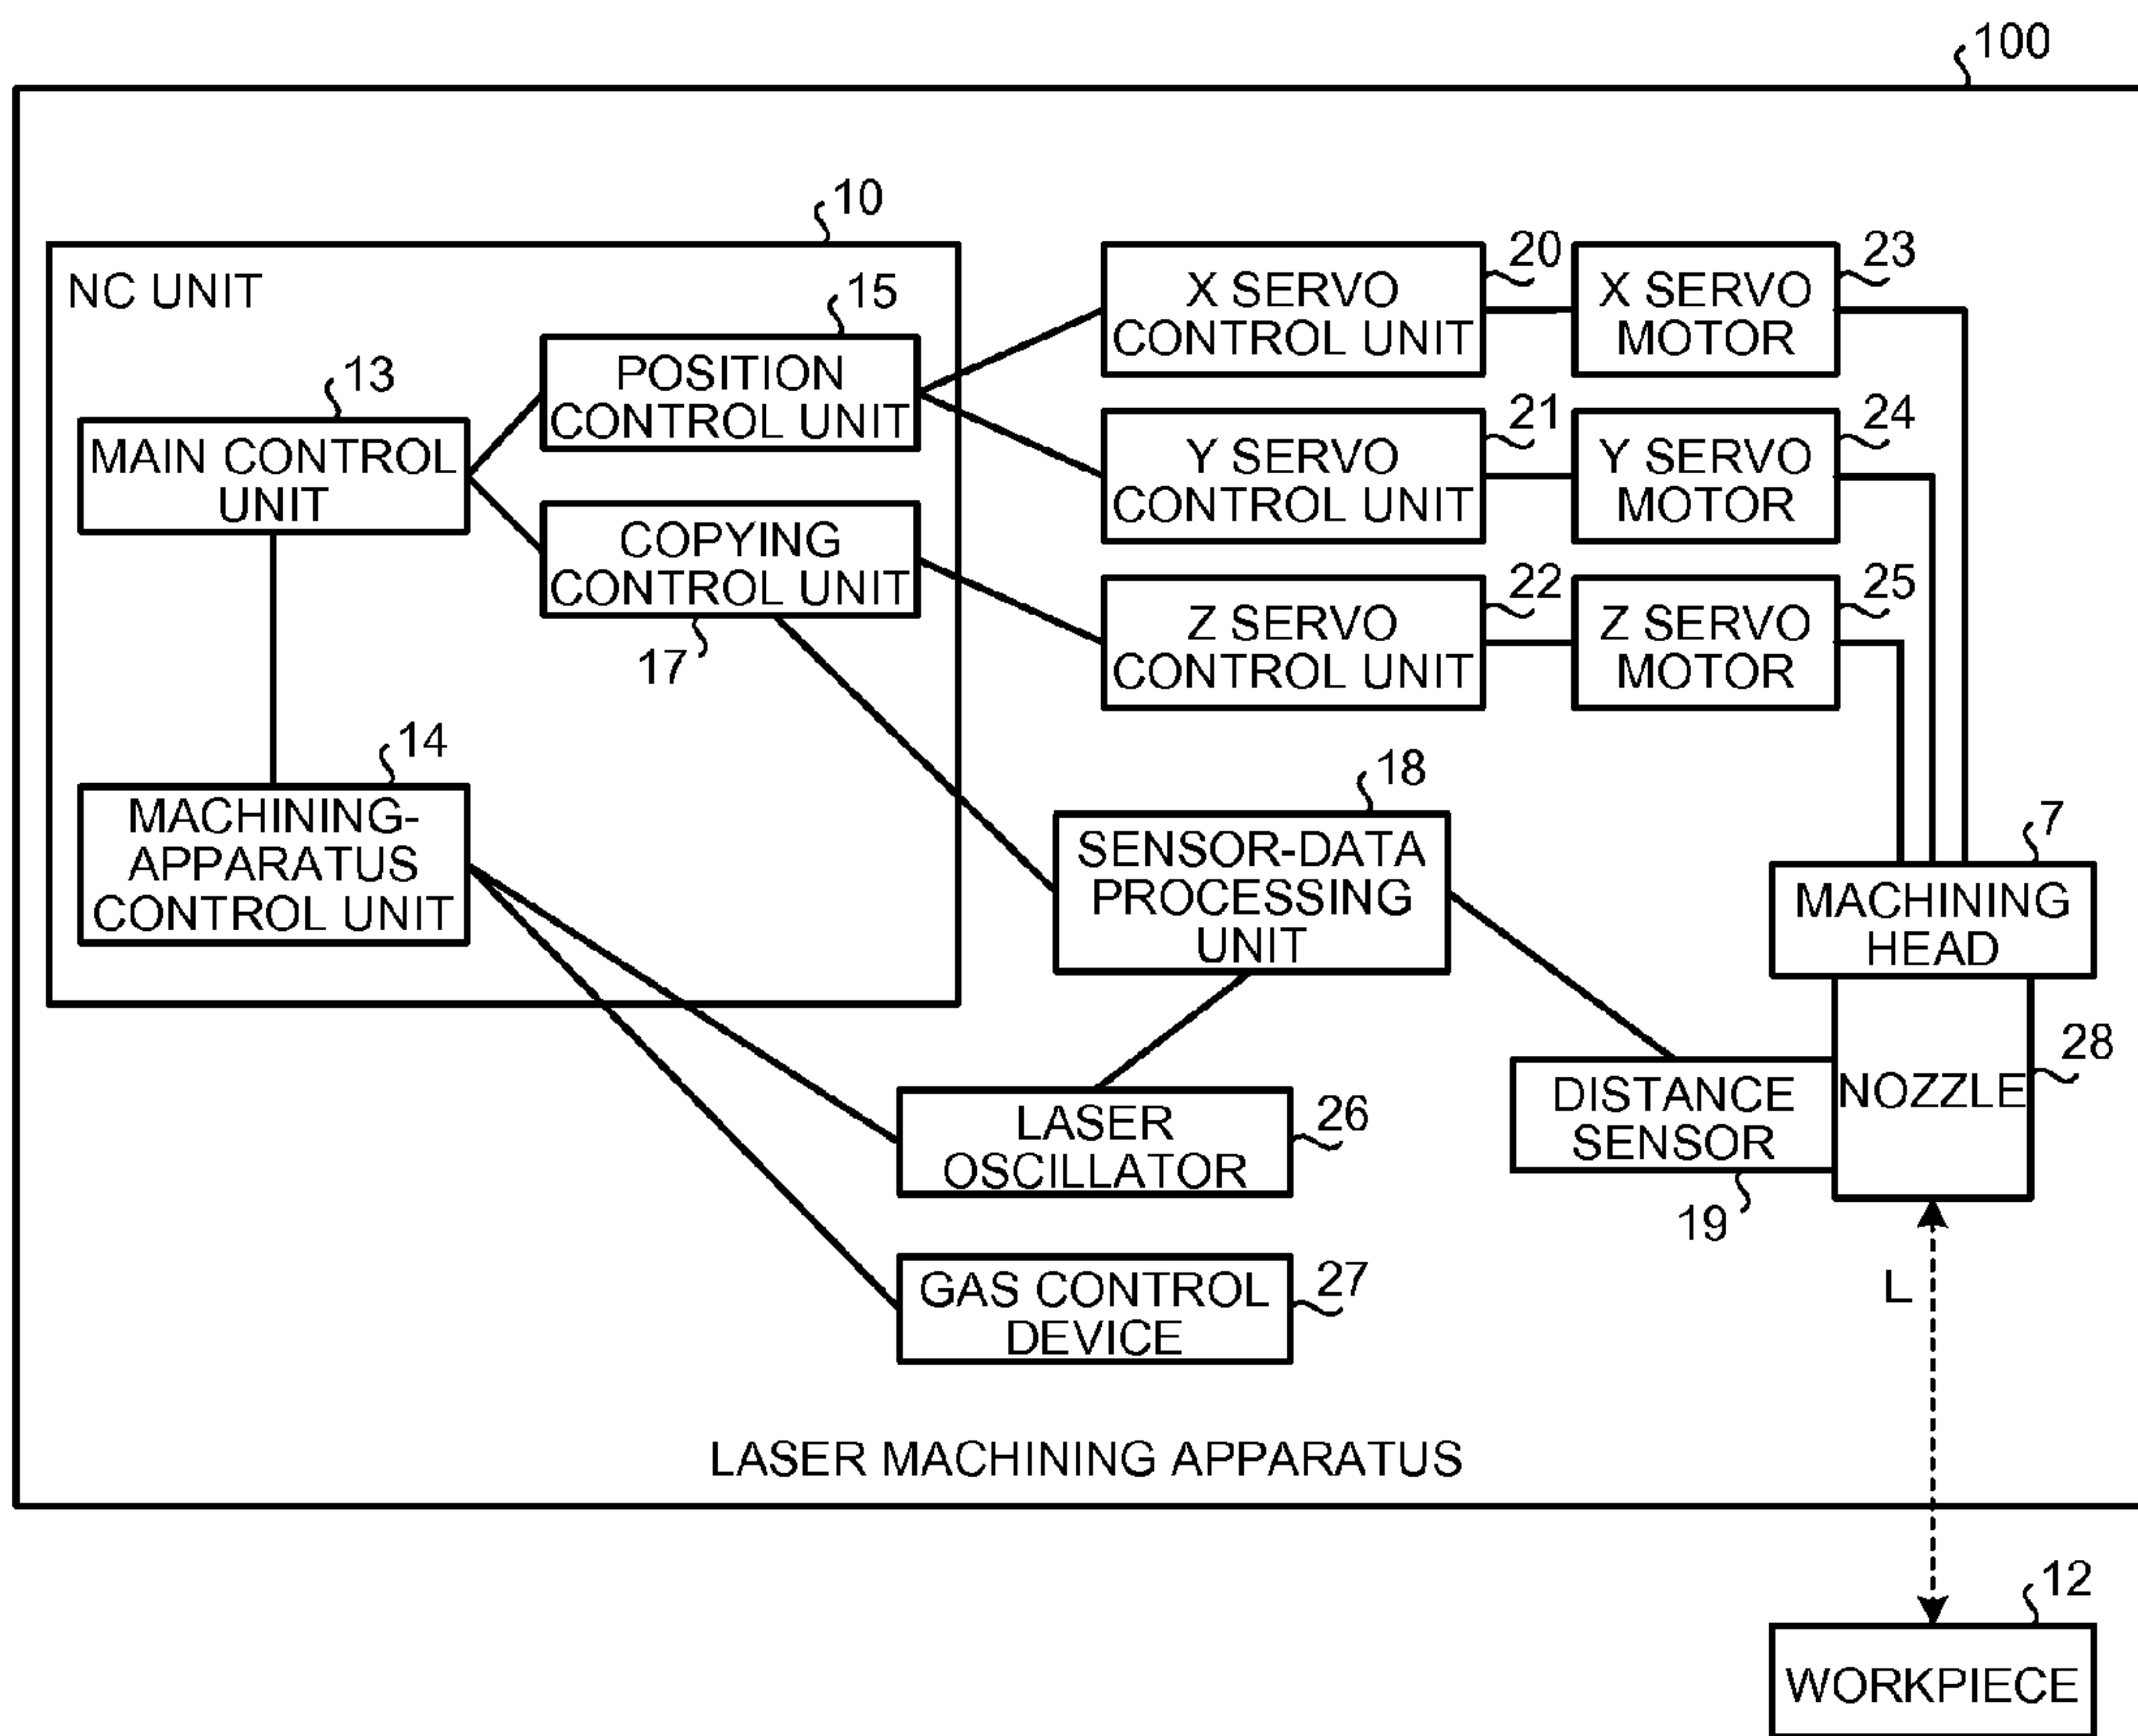 100
10
NC UNIT
15
POSITION
CONTROL UNIT
13
MAIN CONTROL
UNIT
COPYING
CONTROL UNIT
17
14
MACHINING-
APPARATUS
CONTROL UNIT
20
X SERVO
CONTROL UNIT
23
X SERVO
MOTOR
21
Y SERVO
CONTROL UNIT
24
Y SERVO
MOTOR
22
Z SERVO
CONTROL UNIT
25
Z SERVO
MOTOR
18
SENSOR-DATA
PROCESSING
UNIT
7
MACHINING
HEAD
28
NOZZLE
DISTANCE
SENSOR
19
26
LASER
OSCILLATOR
27
GAS CONTROL
DEVICE
L
LASER MACHINING APPARATUS
12
WORKPIECE